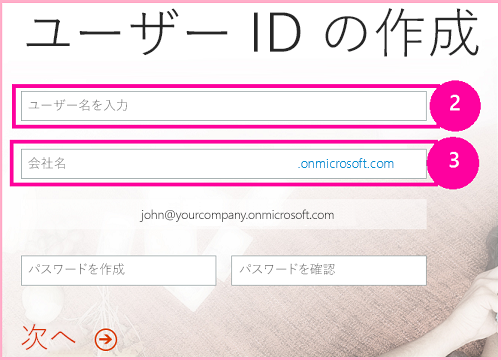 ユーザー ID の作成
ユーザー名を入力
2
会社名 .onmicrosoft.com
3
john@yourcompany.onmicrosoft.com
パスワードを作成 パスワードを確認
次へ